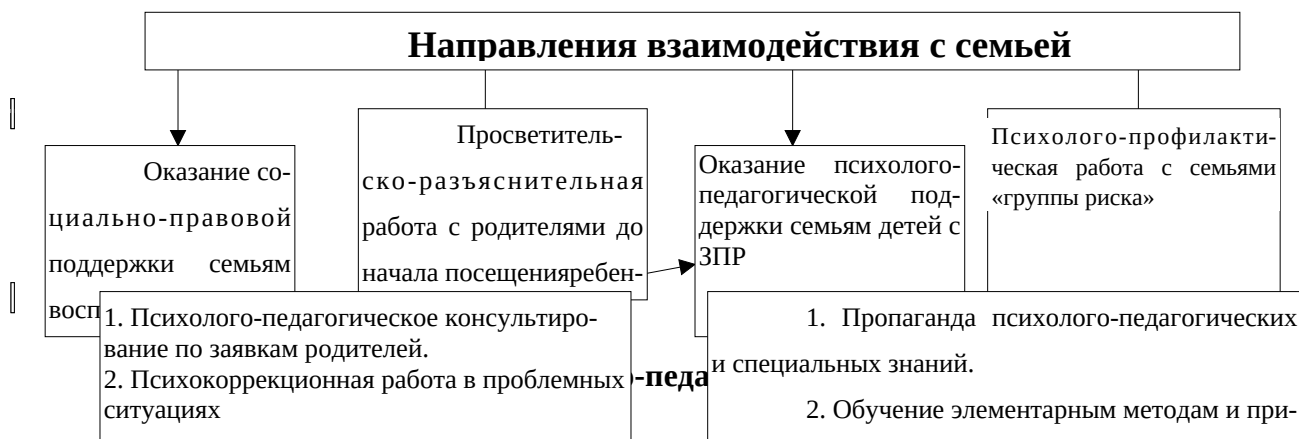 Направления взаимодействия с семьей
Оказание со-
циально-правовой
поддержки семьям
восп
Просветитель-
ско-разъяснительная
работа с родителями до
начала посещенияребен-
Оказание психолого-
педагогической под-
держки семьям детей с
ЗПР
Психолого-профилакти-
ческая работа с семьями
«группы риска»
1. Психолого-педагогическое консультиро-
вание по заявкам родителей.
2. Психокоррекционная работа в проблемных
ситуациях
-педа
1. Пропаганда психолого-педагогических
и специальных знаний.
2. Обучение элементарным методам и при-